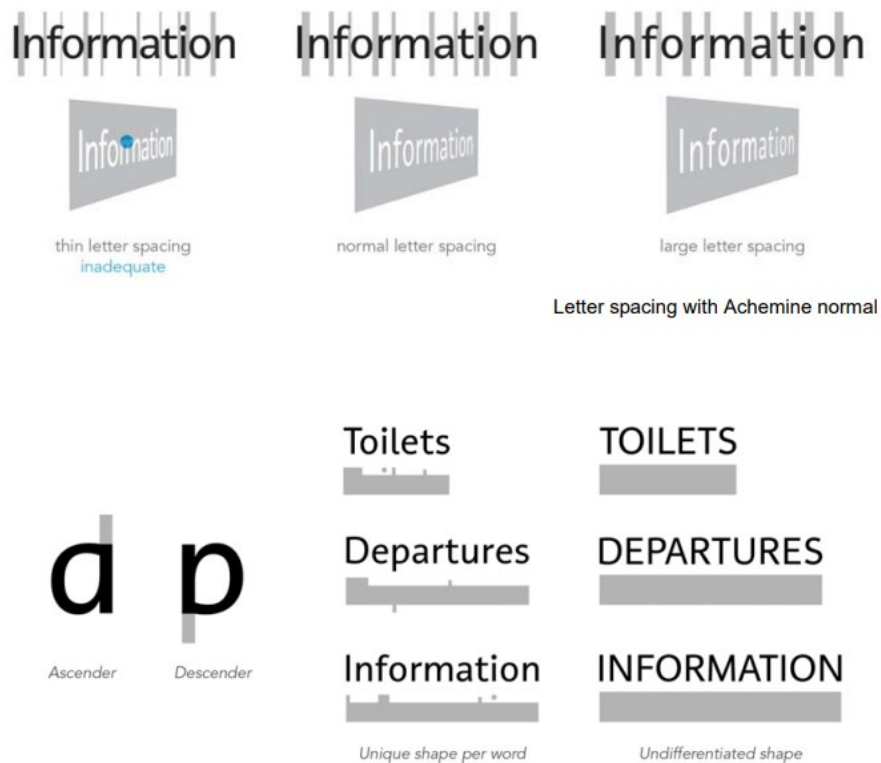 Information Information Information
Information Information Information
thin letter spacing normal letter spacing large letter spacing
inadequate
Letter spacing with Achemine normal
Toilets TOILETS
d p
Departures DEPARTURES
Ascender Descender
Information INFORMATION
Unique shape per word Undifferentiated shape